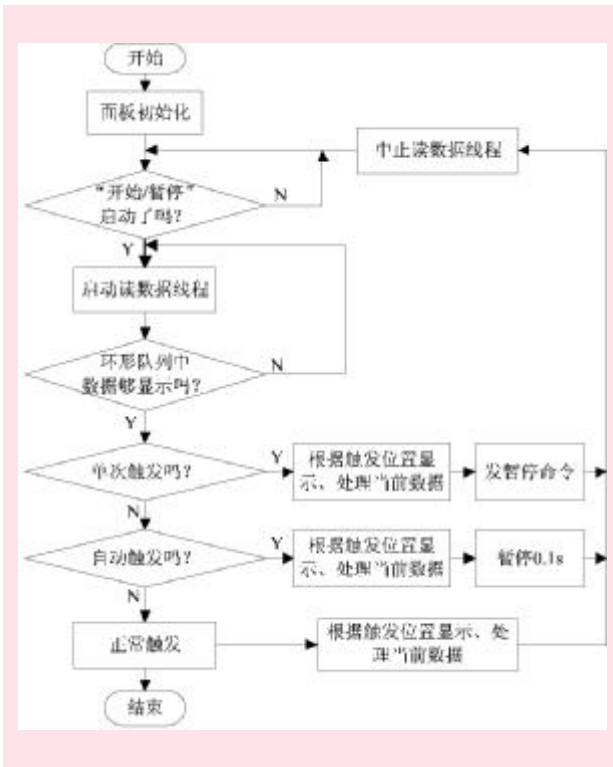 开始
面板初始化
中止读数据线程
“开始/暂停”
启动了吗?
N
Y
启动读数据线程
环形队列中
数据够显示吗?
N
Y
单次触发吗?
Y
根据触发位置显
示、处理当前数据
发暂停命令
N
自动触发吗?
Y
根据触发位置显
示、处理当前数据
暂停0.1s
N
正常触发
根据触发位置显示、处
理当前数据
结束